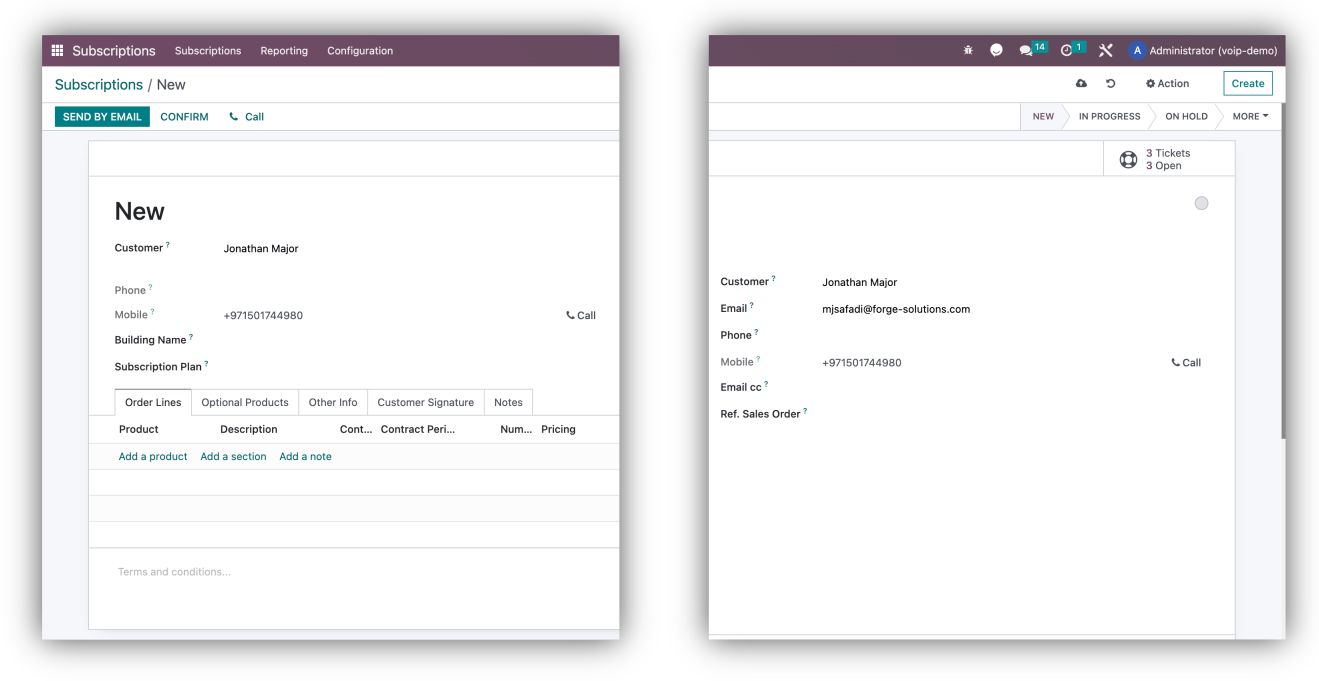 Subscriptions Subscriptions Reporting Configuration
Subscriptions / New
SEND BY EMAIL CONFIRM Call
New
Customer ? Jonathan Major
Phone ?
Mobile ? +971501744980 Call
Building Name ?
Subscription Plan ?
Order Lines Optional Products Other Info Customer Signature Notes
Product Description Cont... Contract Peri... Num... Pricing
Add a product Add a section Add a note
Terms and conditions...
14 1 A Administrator (voip-demo)
Action Create
NEW IN PROGRESS ON HOLD MORE
3 Tickets
3 Open
Customer ? Jonathan Major
Email ? mjsafadi@forge-solutions.com
Phone ?
Mobile ? +971501744980 Call
Email cc ?
Ref. Sales Order ?